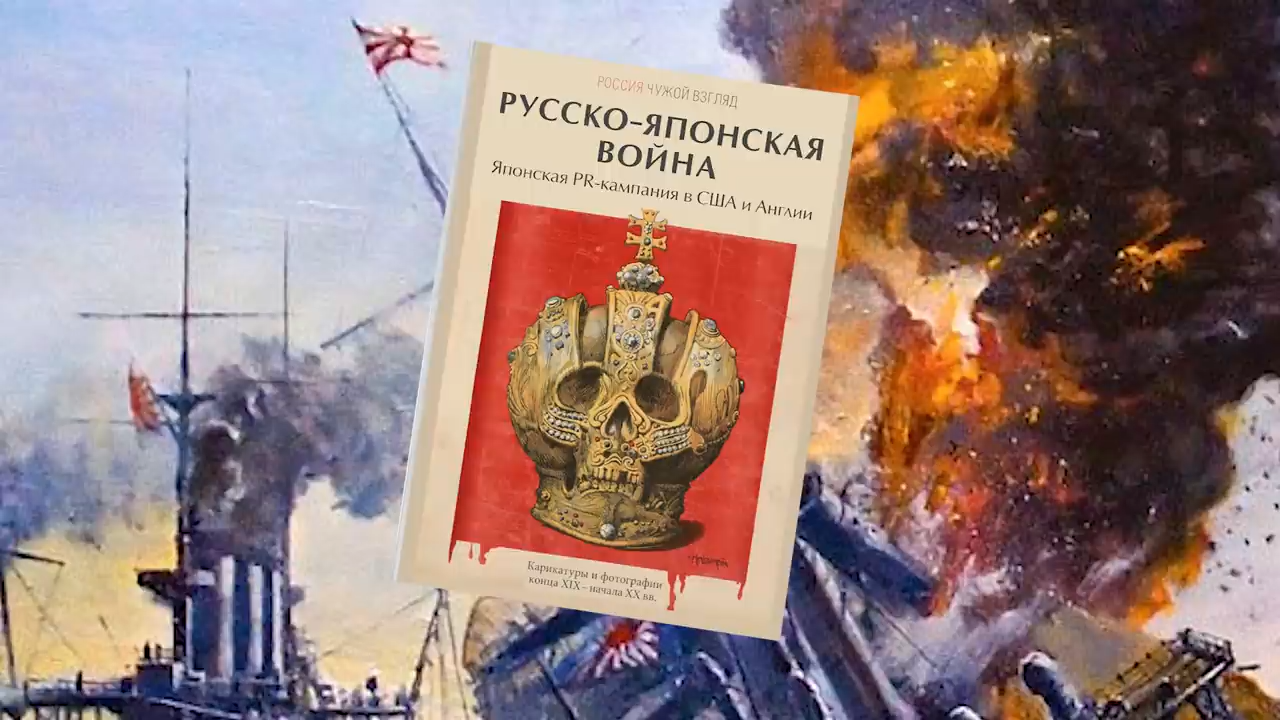 РОССИЯ ЧУЖОЙ ВЗГЛЯД
РУССКО-ЯПОНСКАЯ
ВОЙНА
Японская PR-кампания в США и Англии
Карикатуры и фотографии
конца XIX – начала XX вв.